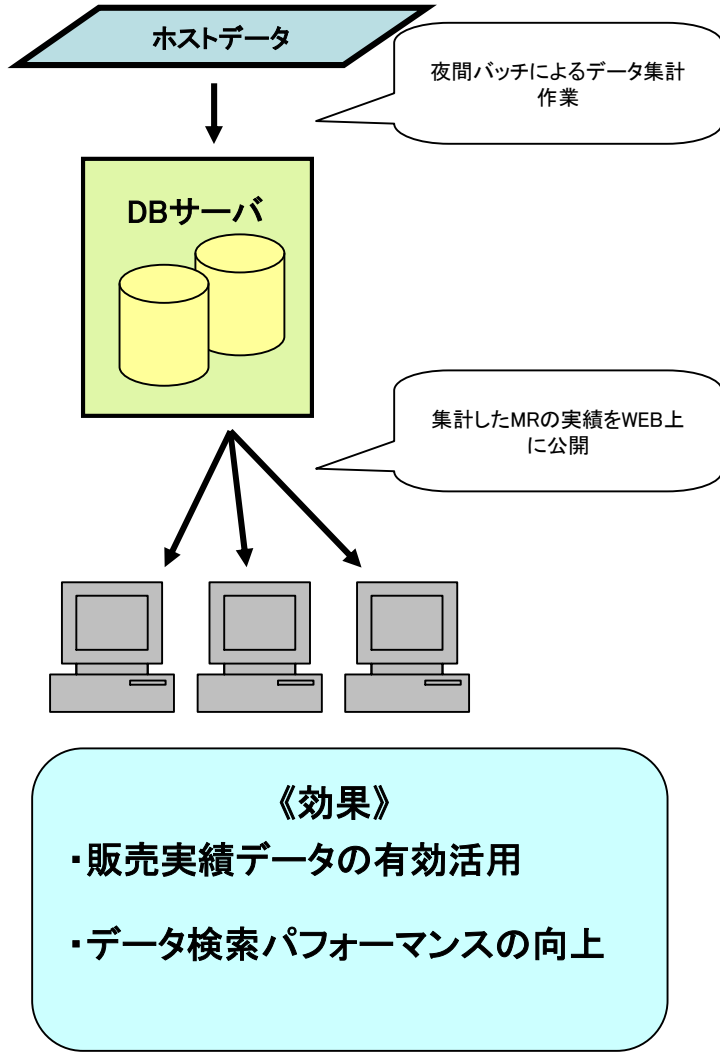 ホストデータ
夜間バッチによるデータ集計
作業
DBサーバ
集計したMRの実績をWEB上
に公開
《効果》
・販売実績データの有効活用
・データ検索パフォーマンスの向上